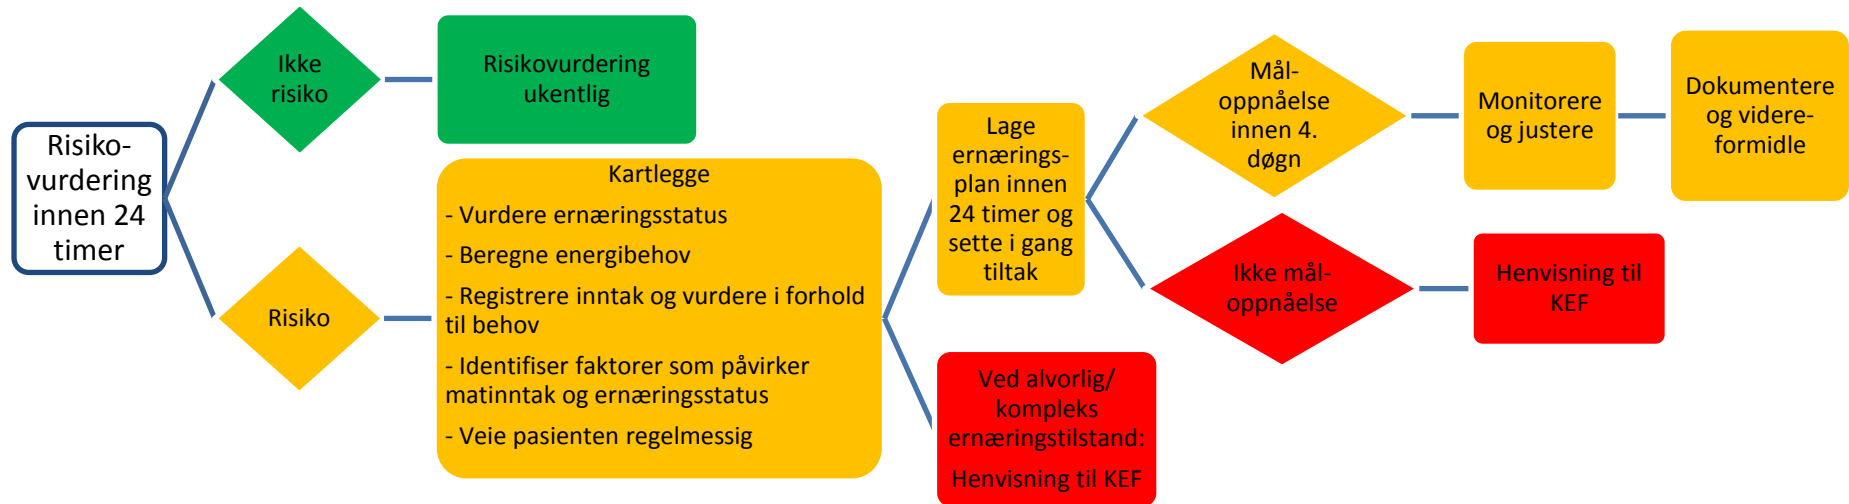 Risiko-
vurdering
innen 24
timer
Ikke
risiko
Risikovurdering
ukentlig
Risiko
Kartlegge
- Vurdere ernæringsstatus
- Beregne energibehov
- Registrere inntak og vurdere i forhold
til behov
- Identifiser faktorer som påvirker
matinntak og ernæringsstatus
- Veie pasienten regelmessig
Lage
ernærings-
plan innen
24 timer og
sette i gang
tiltak
Ved alvorlig/
kompleks
ernæringstilstand:
Henvisning til KEF
Mål-
oppnåelse
innen 4.
døgn
Monitorere
og justere
Dokumentere
og videre-
formidle
Ikke mål-
oppnåelse
Henvisning til
KEF